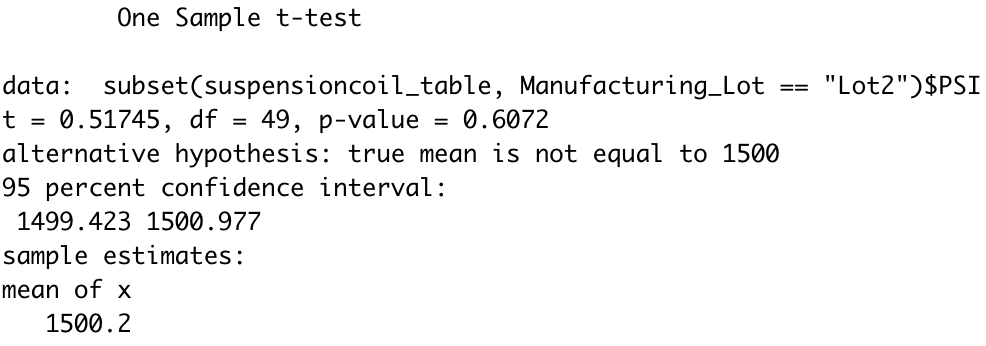 One Sample t-test
data:  subset(suspensioncoil_table, Manufacturing_Lot == "Lot2")$PSI
t = 0.51745, df = 49, p-value = 0.6072
alternative hypothesis: true mean is not equal to 1500
95 percent confidence interval:
1499.423 1500.977
sample estimates:
mean of x
1500.2